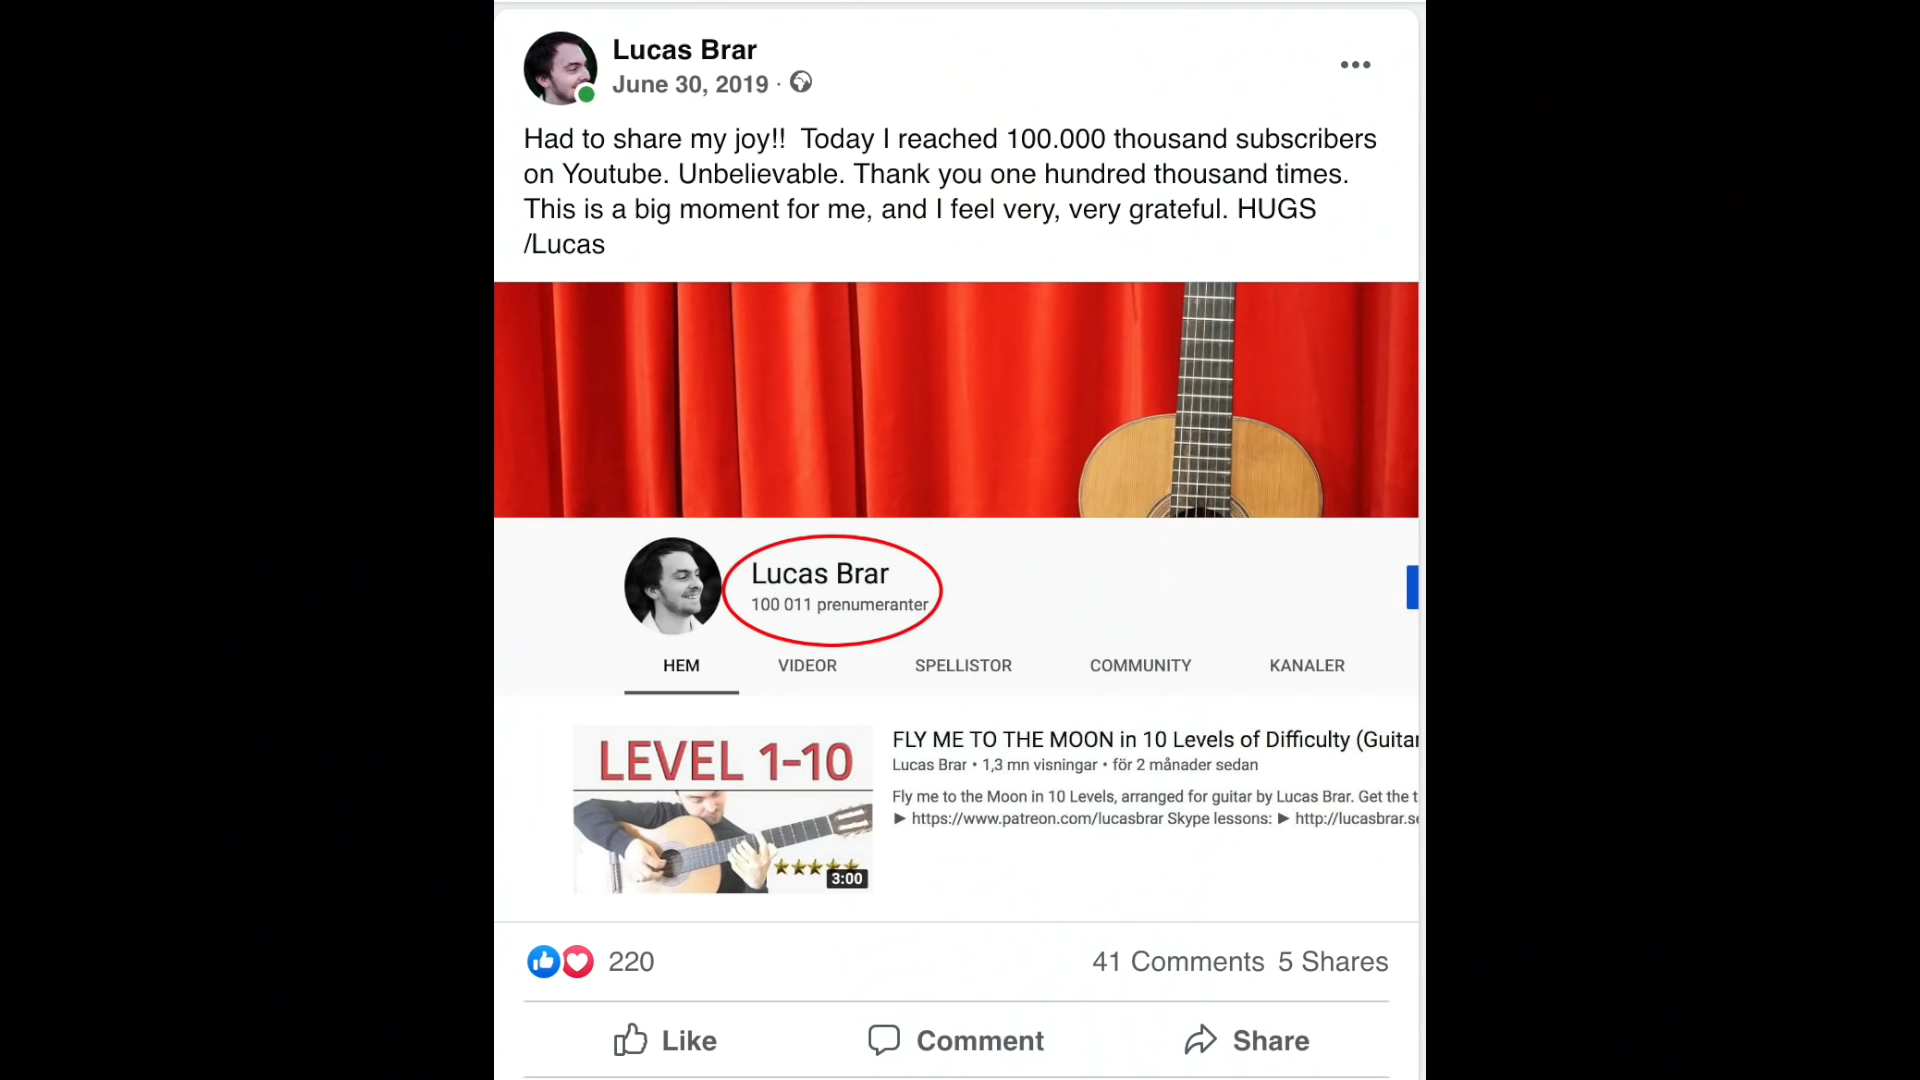 Lucas Brar
June 30, 2019 ·
Had to share my joy!!  Today I reached 100.000 thousand subscribers
on Youtube. Unbelievable. Thank you one hundred thousand times.
This is a big moment for me, and I feel very, very grateful. HUGS
/Lucas
Lucas Brar
100 011 prenumeranter
HEM VIDEOR SPELLISTOR COMMUNITY KANALER
LEVEL 1-10
3:00
FLY ME TO THE MOON in 10 Levels of Difficulty (Guitar
Lucas Brar • 1,3 mn visningar • för 2 månader sedan
Fly me to the Moon in 10 Levels, arranged for guitar by Lucas Brar. Get the t
▶ https://www.patreon.com/lucasbrar Skype lessons: ▶ http://lucasbrar.se
220 41 Comments 5 Shares
Like Comment Share